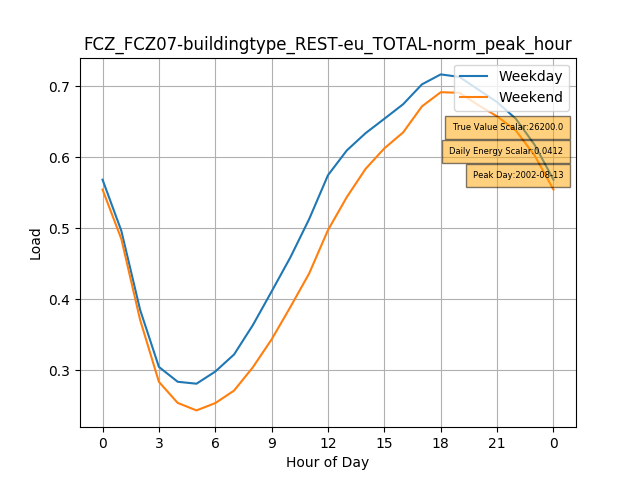 FCZ_FCZ07-buildingtype_REST-eu_TOTAL-norm_peak_hour
Weekday
Weekend
True Value Scalar:26200.0
Daily Energy Scalar:0.0412
Peak Day:2002-08-13
0.7
0.6
0.5
0.4
0.3
Load
0 3 6 9 12 15 18 21 0
Hour of Day